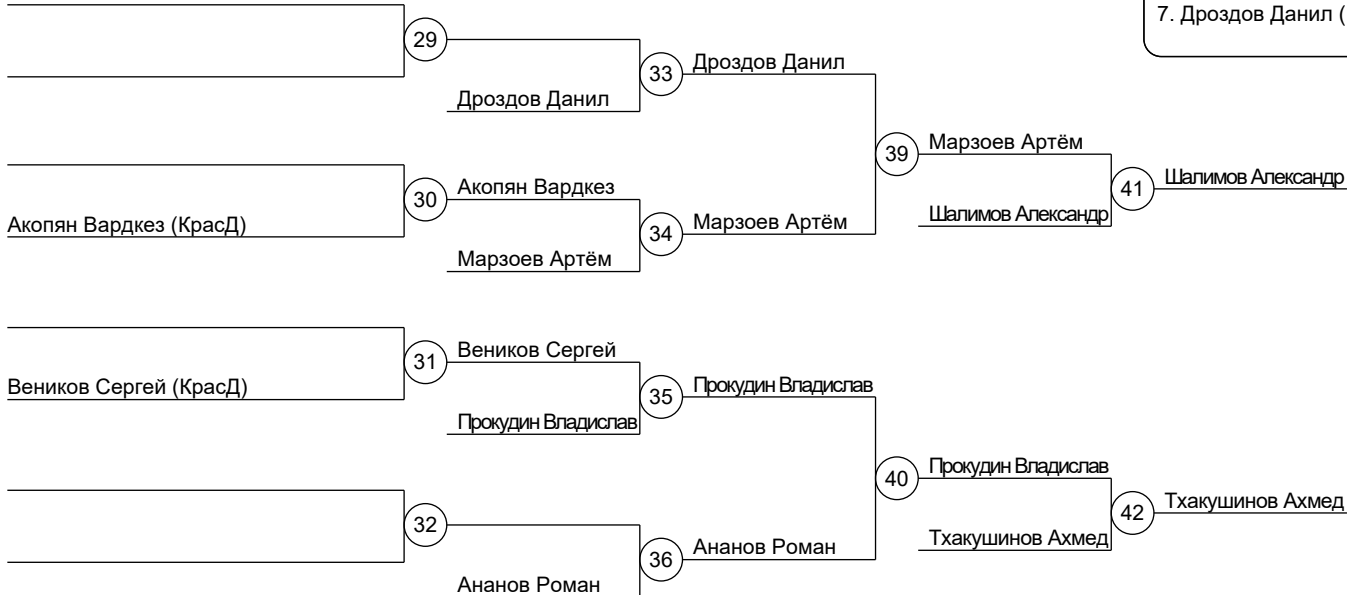 7. Дроздов Данил (
29
33
Дроздов Данил
Дроздов Данил
39
Марзоев Артём
41
Шалимов Александр
Шалимов Александр
30
Акопян Вардкез
Акопян Вардкез (КрасД)
34
Марзоев Артём
Марзоев Артём
31
Веников Сергей
Веников Сергей (КрасД)
35
Прокудин Владислав
Прокудин Владислав
40
Прокудин Владислав
42
Тхакушинов Ахмед
Тхакушинов Ахмед
32
36
Ананов Роман
Ананов Роман